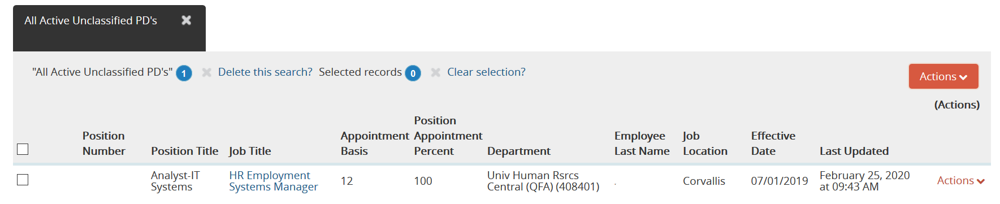 All Active Unclassified PD's
"All Active Unclassified PD's" 1 Delete this search? Selected records 0 Clear selection?
Actions
(Actions)
Position Number
Position Title
Job Title
Appointment Basis
Position Appointment Percent
Department
Employee Last Name
Job Location
Effective Date
Last Updated
Analyst-IT Systems
HR Employment Systems Manager
12
100
Univ Human Rsrcs Central (QFA) (408401)
.
Corvallis
07/01/2019
February 25, 2020 at 09:43 AM
Actions